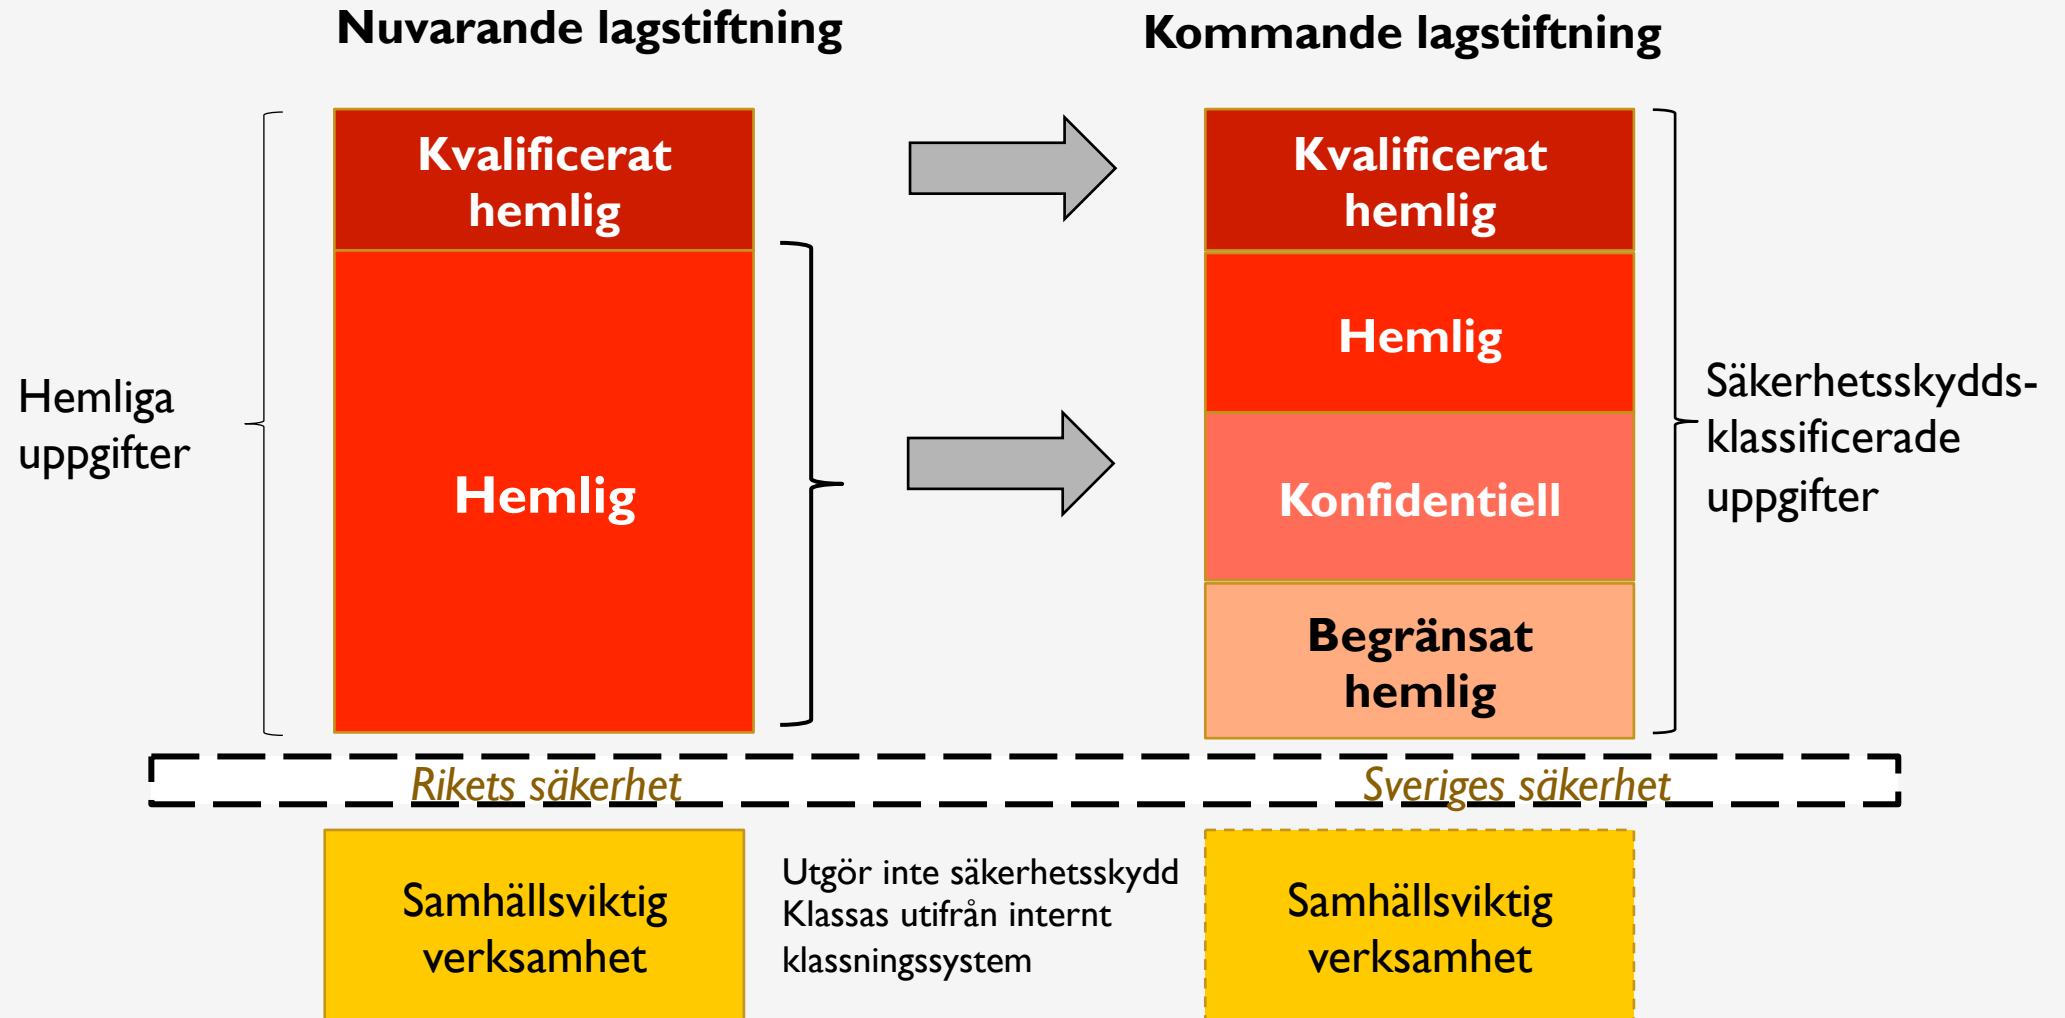 Nuvarande lagstiftning
Kommande lagstiftning
Hemliga
uppgifter
Kvalificerat
hemlig
Hemlig
Kvalificerat
hemlig
Hemlig
Konfidentiell
Begränsat
hemlig
Säkerhetsskydds-
klassificerade
uppgifter
Rikets säkerhet
Sveriges säkerhet
Samhällsviktig
verksamhet
Utgör inte säkerhetsskydd
Klassas utifrån internt
klassningssystem
Samhällsviktig
verksamhet